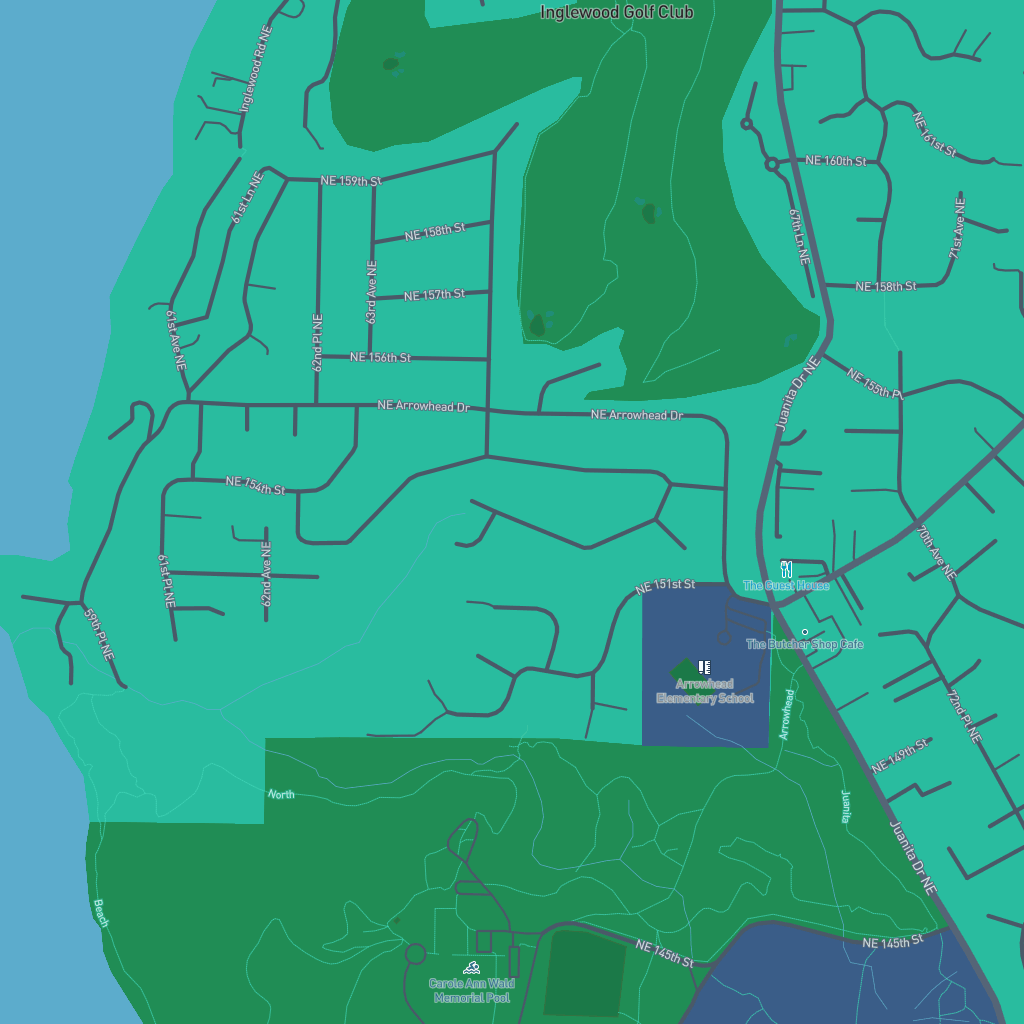 Inglewood Golf Club
Inglewood Rd NE
NE 161st St
NE 160th St
NE 159th St
61st Ln NE
67th Ln NE
71st Ave NE
NE 158th St
NE 158th St
NE 157th St
63rd Ave NE
62nd Pl NE
61st Ave NE
NE 156th St
NE 155th Pl
Juanita Dr NE
NE Arrowhead Dr
NE Arrowhead Dr
NE 154th St
70th Ave NE
62nd Ave NE
61st Pl NE
The Guest House
NE 151st St
59th Pl NE
The Butcher Shop Cafe
Arrowhead
Elementary School
Arrowhead
72nd Pl NE
NE 149th St
North
Juanita
Juanita Dr NE
Beach
NE 145th St
NE 145th St
Carole Ann Wald
Memorial Pool